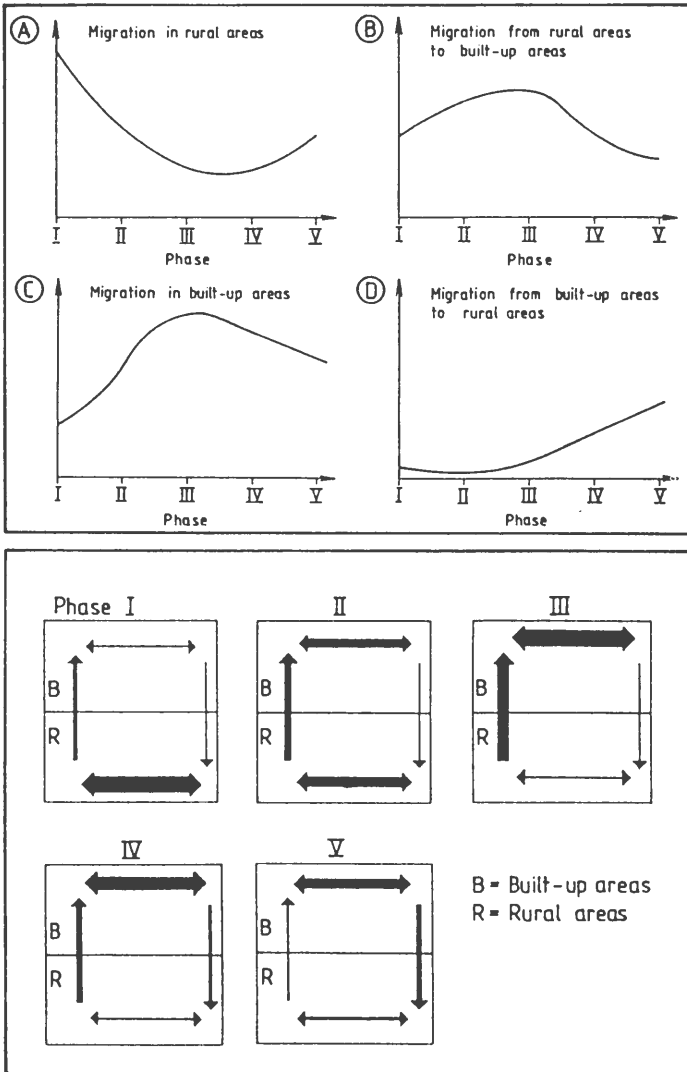 A
Migration in rural areas
I II III IV V
Phase
B
Migration from rural areas
to built-up areas
I II III IV V
Phase
C
Migration in built-up areas
I II III IV V
Phase
D
Migration from built-up areas
to rural areas
I II III IV V
Phase
Phase I
B
R
II
B
R
III
B
R
IV
B
R
V
B
R
B = Built-up areas
R = Rural areas